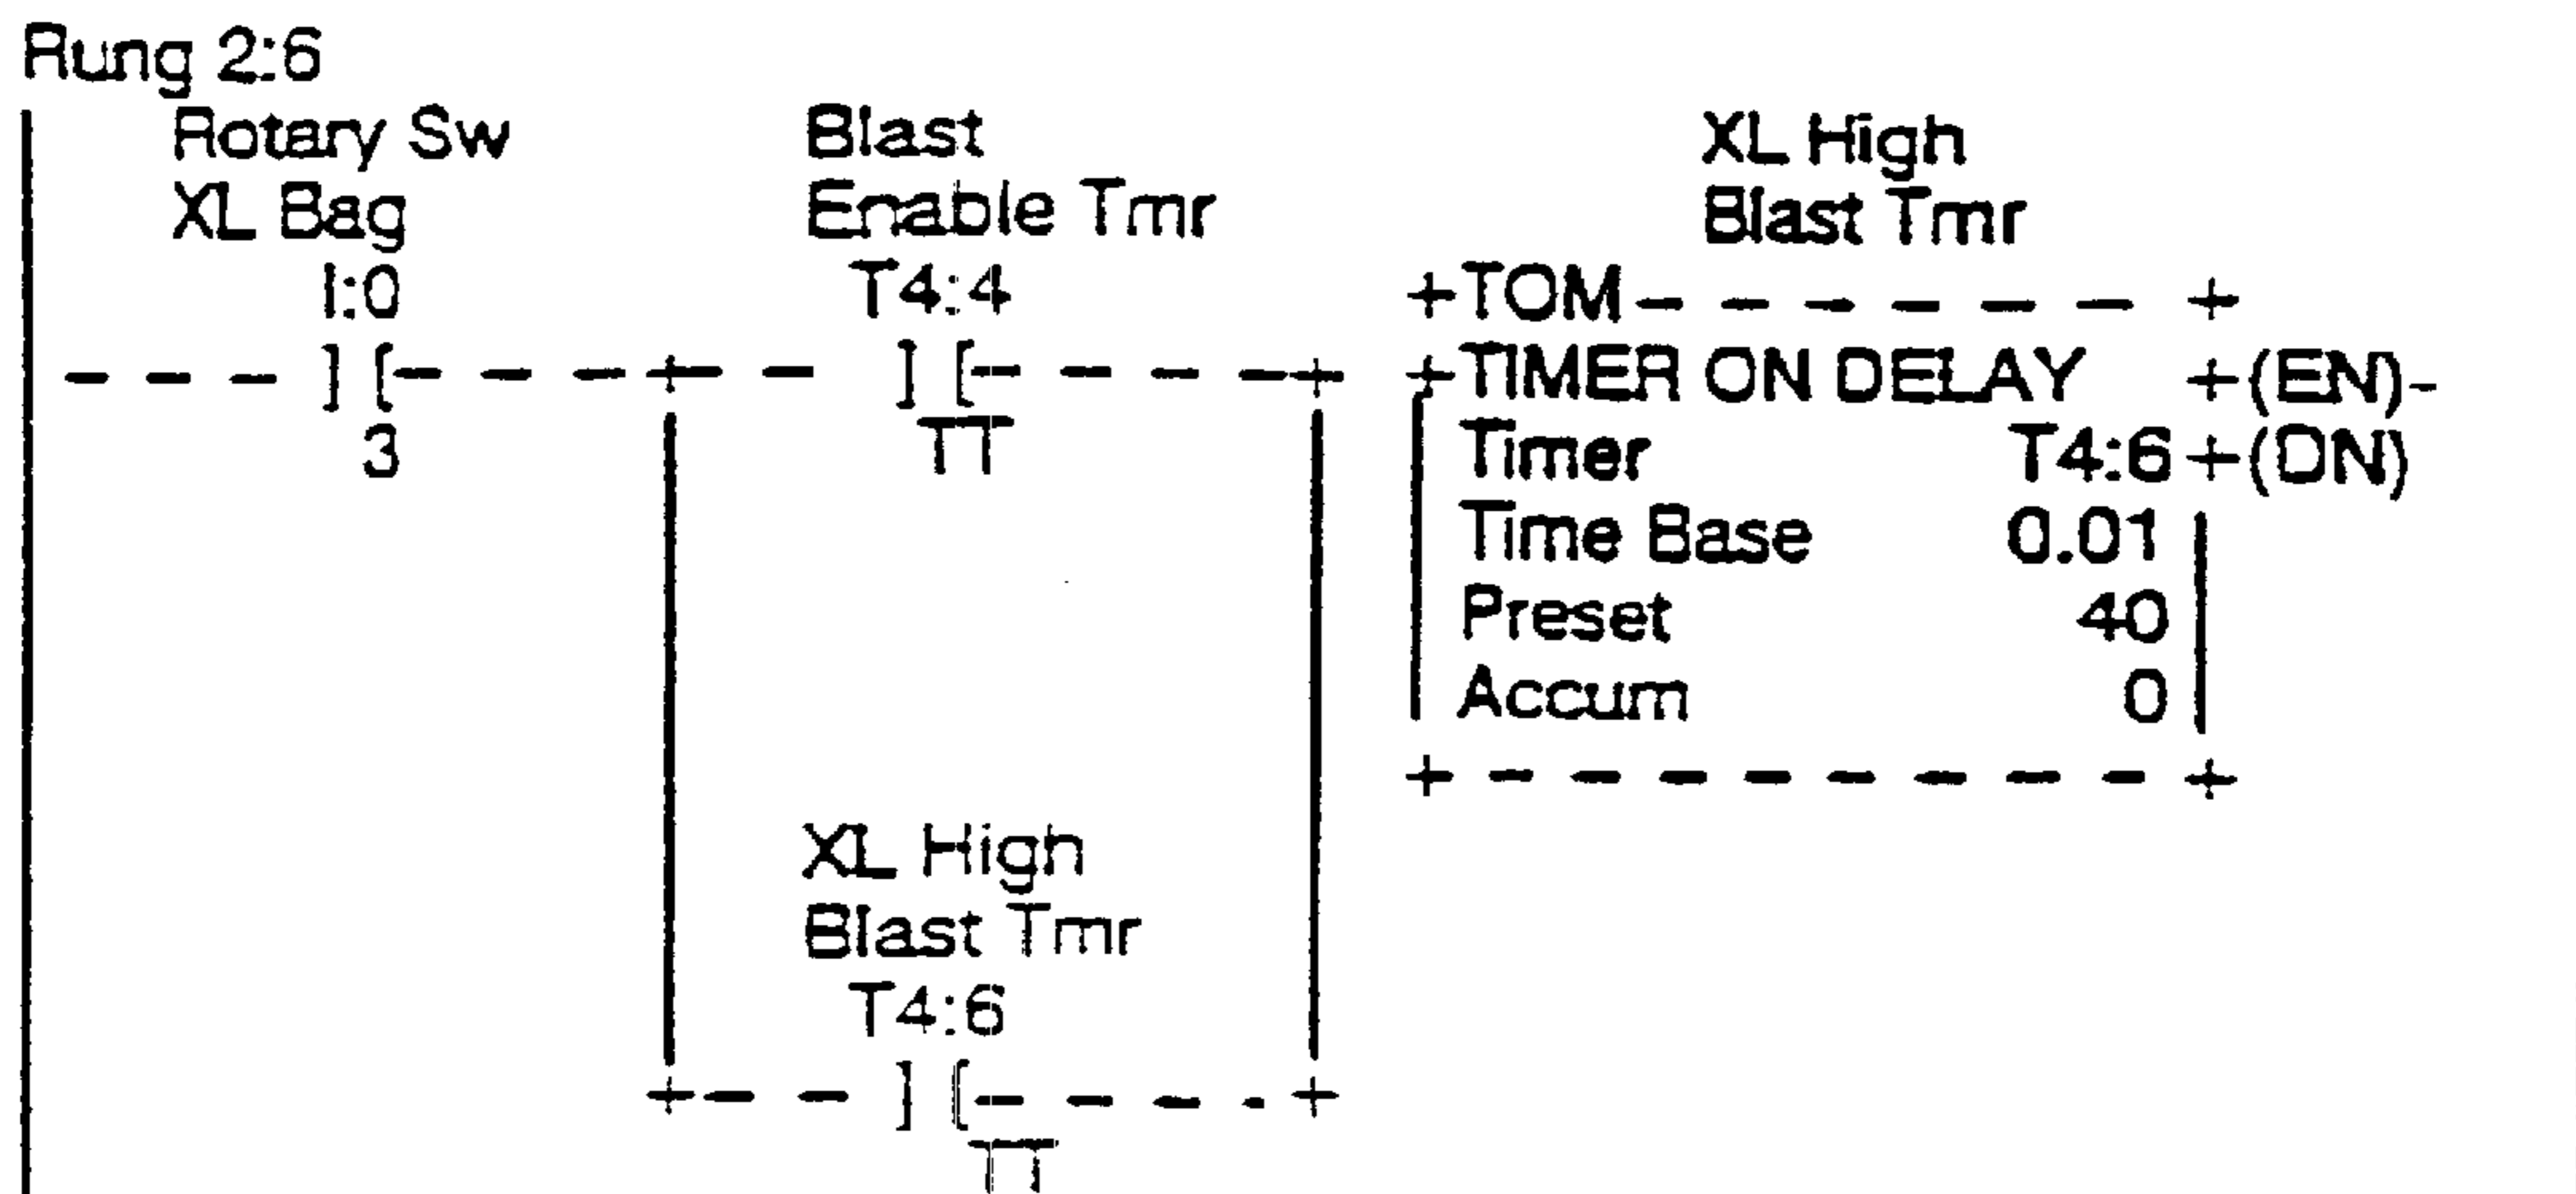 Rung 2:6
Rotary Sw
XL Bag
I:0
] [
3
Blast
Enable Tmr
T4:4
] [
TT
XL High
Blast Tmr
+TOM- - - - - - +
+TIMER ON DELAY +(EN)-
Timer T4:6 +(DN)
Time Base 0.01
Preset 40
Accum 0
XL High
Blast Tmr
T4:6
] [
TT